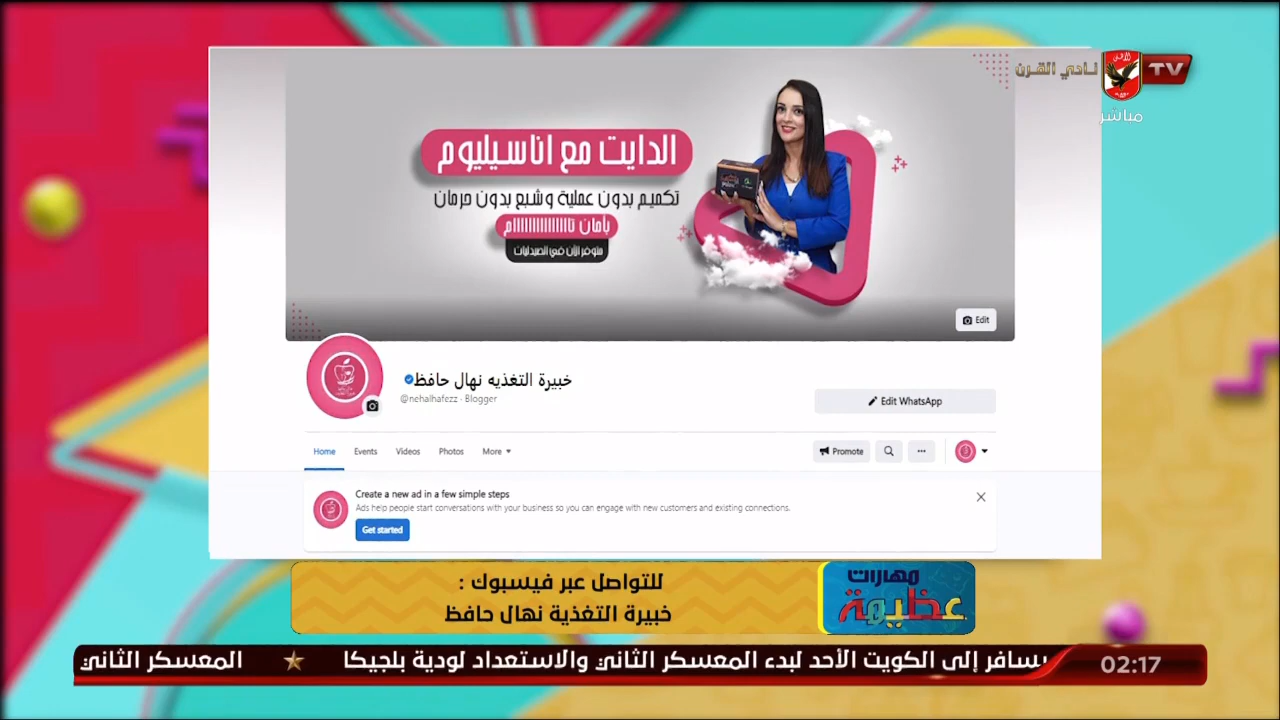 نادي القرن
TV
مباشر
الدايت مع اناسيليوم
تكميم بدون عملية وشبع بدون حرمان
بأمان تاااااااااااااام
متوفر الآن في الصيدليات
Edit
خبيرة التغذيه نهال حافظ
@nehalhafezz · Blogger
Edit WhatsApp
Home Events Videos Photos More
Promote
Create a new ad in a few simple steps
Ads help people start conversations with your business so you can engage with new customers and existing connections.
Get started
مهارات
عظيمة
للتواصل عبر فيسبوك :
خبيرة التغذية نهال حافظ
يسافر إلى الكويت الأحد لبدء المعسكر الثاني والاستعداد لودية بلجيكا
المعسكر الثاني
02:17